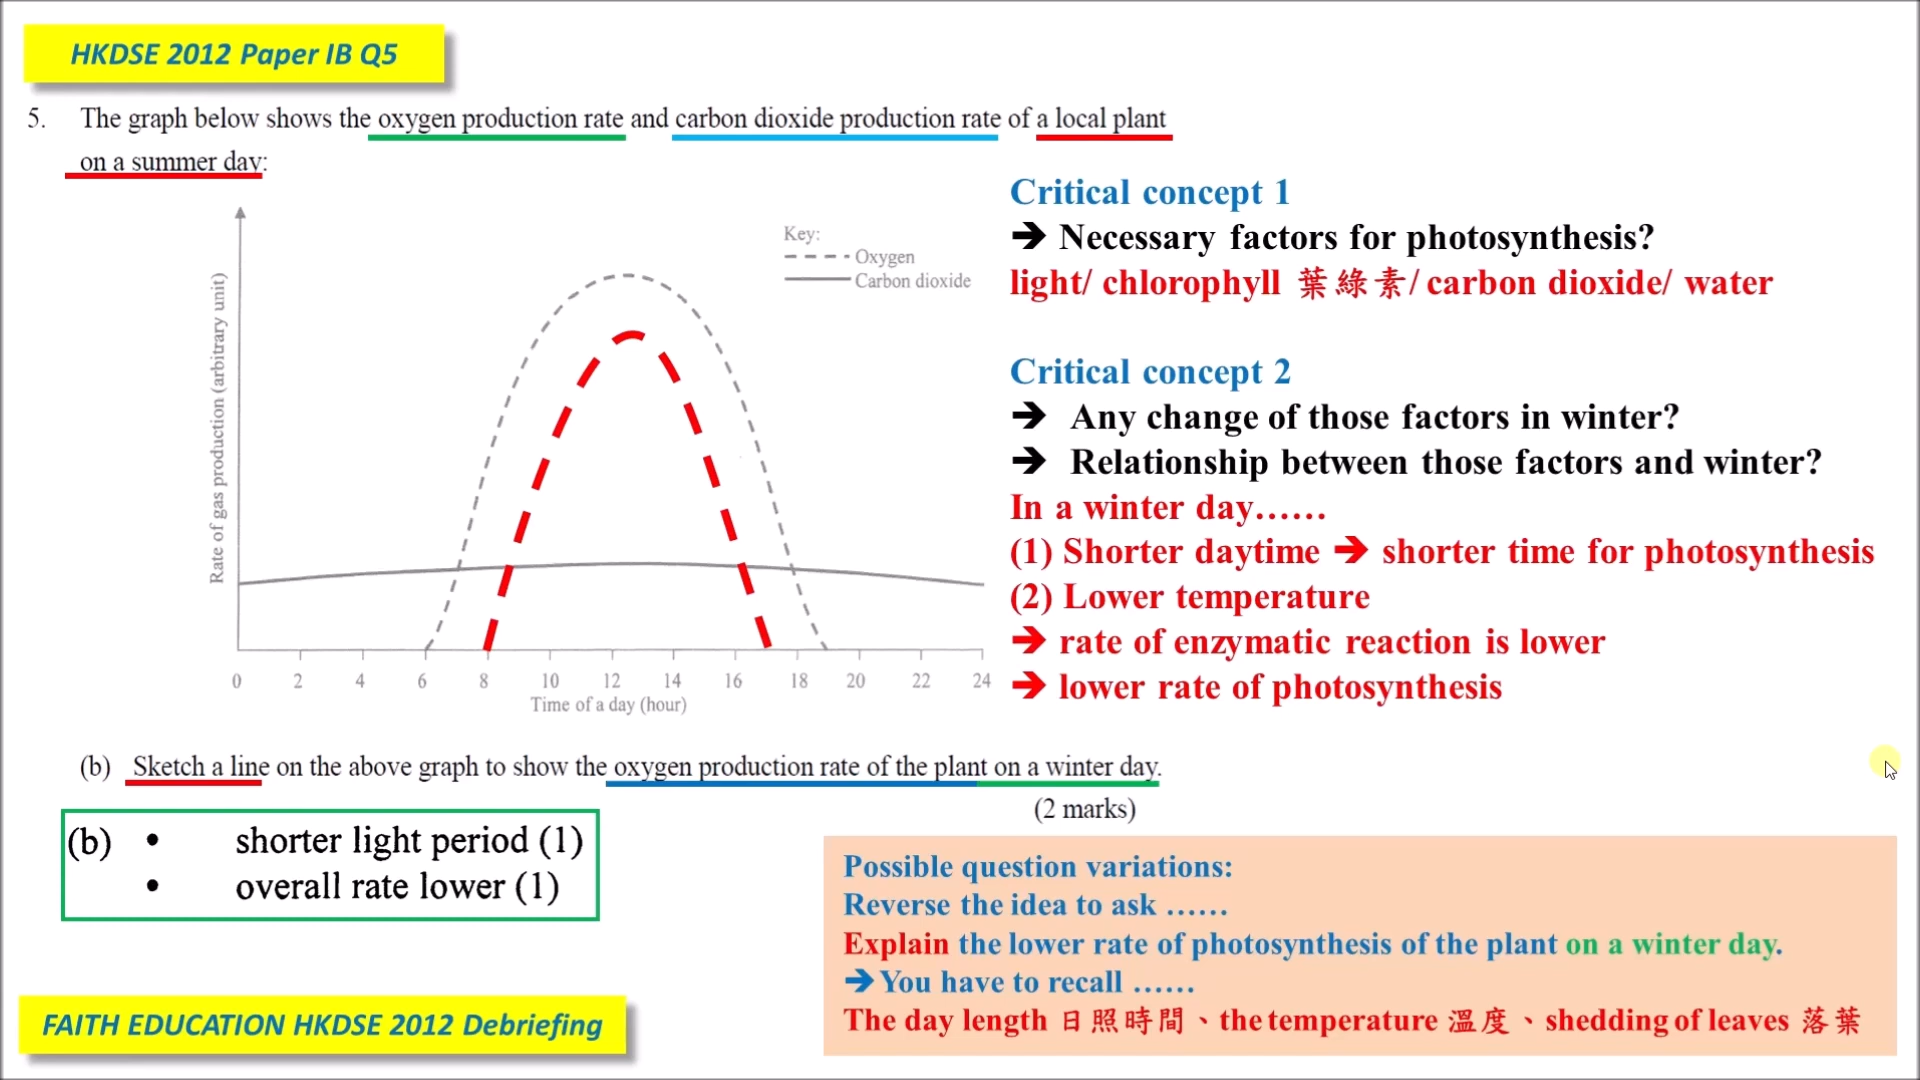 HKDSE 2012 Paper IB Q5
5. The graph below shows the oxygen production rate and carbon dioxide production rate of a local plant
on a summer day:
Key:
Oxygen
Carbon dioxide
Rate of gas production (arbitrary unit)
0 2 4 6 8 10 12 14 16 18 20 22 24
Time of a day (hour)
Critical concept 1
➔ Necessary factors for photosynthesis?
light/ chlorophyll 葉綠素/ carbon dioxide/ water
Critical concept 2
➔ Any change of those factors in winter?
➔ Relationship between those factors and winter?
In a winter day……
(1) Shorter daytime ➔ shorter time for photosynthesis
(2) Lower temperature
➔ rate of enzymatic reaction is lower
➔ lower rate of photosynthesis
(b) Sketch a line on the above graph to show the oxygen production rate of the plant on a winter day.
(2 marks)
(b) • shorter light period (1)
• overall rate lower (1)
Possible question variations:
Reverse the idea to ask ……
Explain the lower rate of photosynthesis of the plant on a winter day.
➔ You have to recall ……
The day length 日照時間、the temperature 溫度、shedding of leaves 落葉
FAITH EDUCATION HKDSE 2012 Debriefing